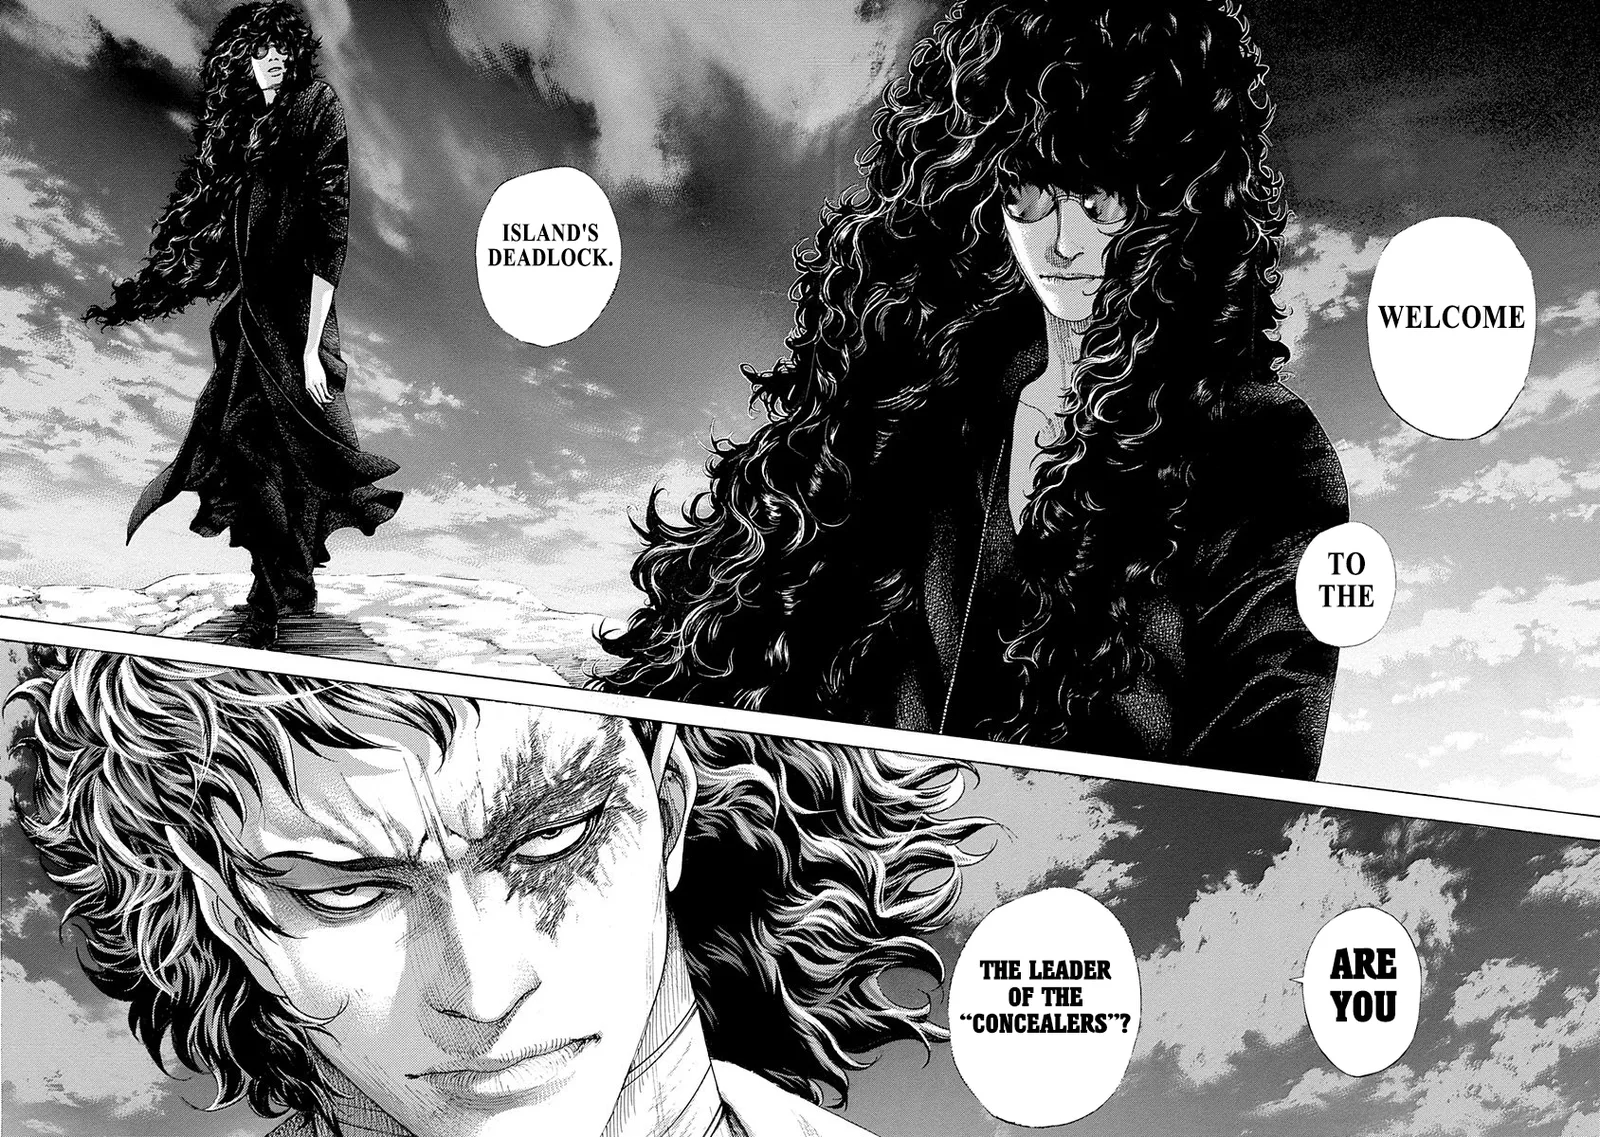 WELCOME
TO
THE
ISLAND'S
DEADLOCK.
ARE
YOU
THE LEADER
OF THE
“CONCEALERS”?